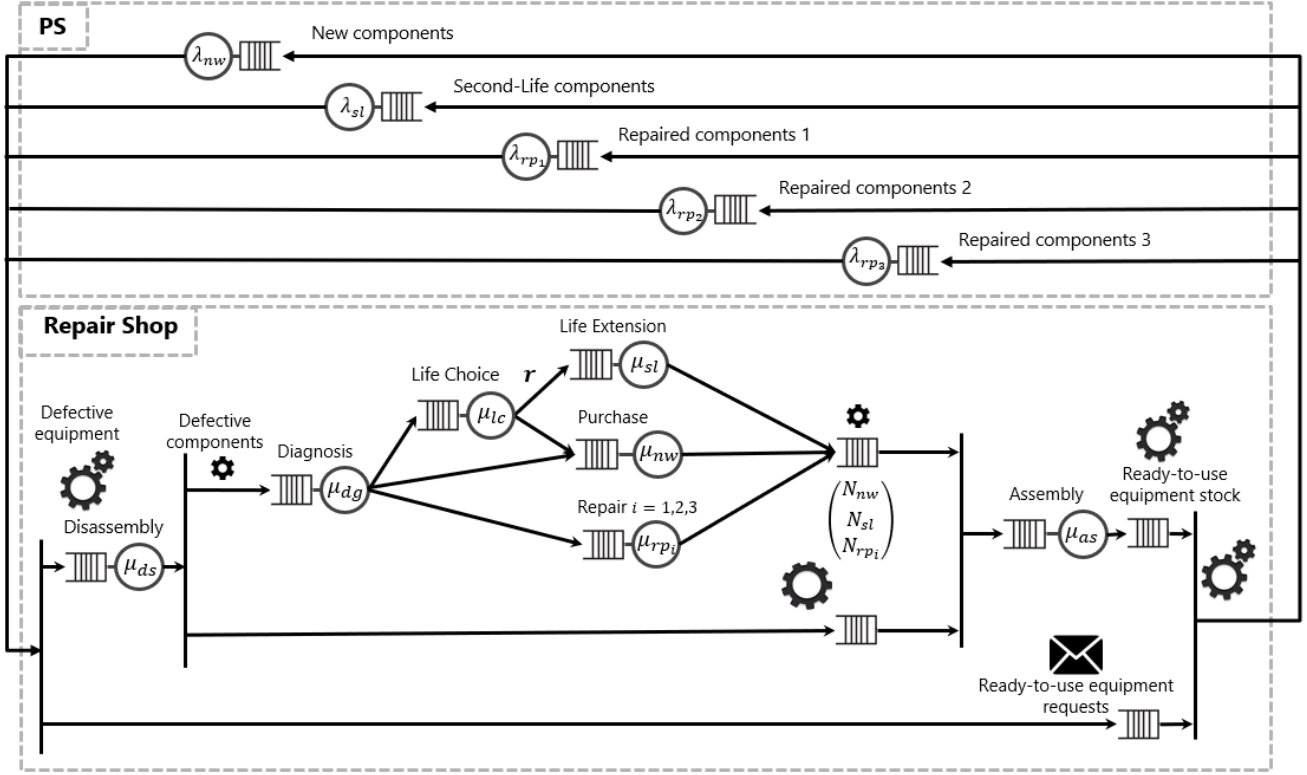 PS
New components
λnw
Second-Life components
λsl
Repaired components 1
λrp₁
Repaired components 2
λrp₂
Repaired components 3
λrp₃
Repair Shop
Life Extension
μsl
Life Choice
r
μlc
Purchase
μnw
Defective
equipment
Defective
components
Diagnosis
μdg
Repair i = 1,2,3
μrpᵢ
Nnw
Nsl
Nrpᵢ
Disassembly
μds
Assembly
μas
Ready-to-use
equipment stock
Ready-to-use equipment
requests